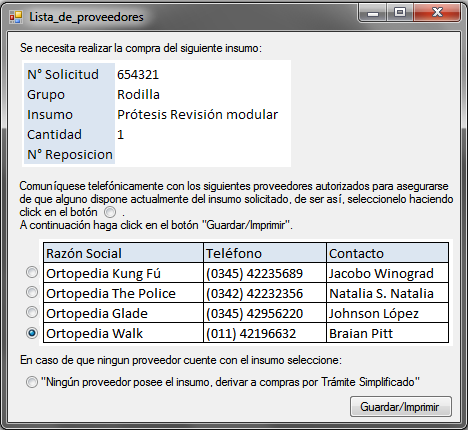 Lista_de_proveedores
Se necesita realizar la compra del siguiente insumo:
N° Solicitud 654321
Grupo Rodilla
Insumo Prótesis Revisión modular
Cantidad 1
N° Reposicion
Comuníquese telefónicamente con los siguientes proveedores autorizados para asegurarse
de que alguno dispone actualmente del insumo solicitado, de ser así, seleccionelo haciendo
click en el botón .
A continuación haga click en el botón "Guardar/Imprimir".
Razón Social Teléfono Contacto
Ortopedia Kung Fú (0345) 42235689 Jacobo Winograd
Ortopedia The Police (0342) 42232356 Natalia S. Natalia
Ortopedia Glade (0345) 42956220 Johnson López
Ortopedia Walk (011) 42196632 Braian Pitt
En caso de que ningun proveedor cuente con el insumo seleccione:
"Ningún proveedor posee el insumo, derivar a compras por Trámite Simplificado"
Guardar/Imprimir